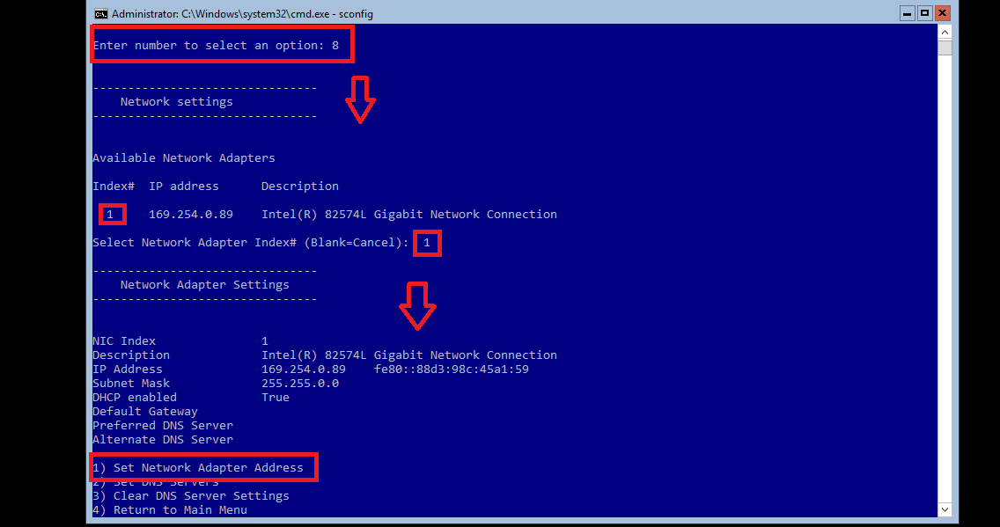 Administrator: C:\Windows\system32\cmd.exe - sconfig
Enter number to select an option: 8
--------------------------------
Network settings
--------------------------------
Available Network Adapters
Index# IP address Description
1 169.254.0.89 Intel(R) 82574L Gigabit Network Connection
Select Network Adapter Index# (Blank=Cancel): 1
--------------------------------
Network Adapter Settings
--------------------------------
NIC Index 1
Description Intel(R) 82574L Gigabit Network Connection
IP Address 169.254.0.89 fe80::88d3:98c:45a1:59
Subnet Mask 255.255.0.0
DHCP enabled True
Default Gateway
Preferred DNS Server
Alternate DNS Server
1) Set Network Adapter Address
2) Set DNS Servers
3) Clear DNS Server Settings
4) Return to Main Menu